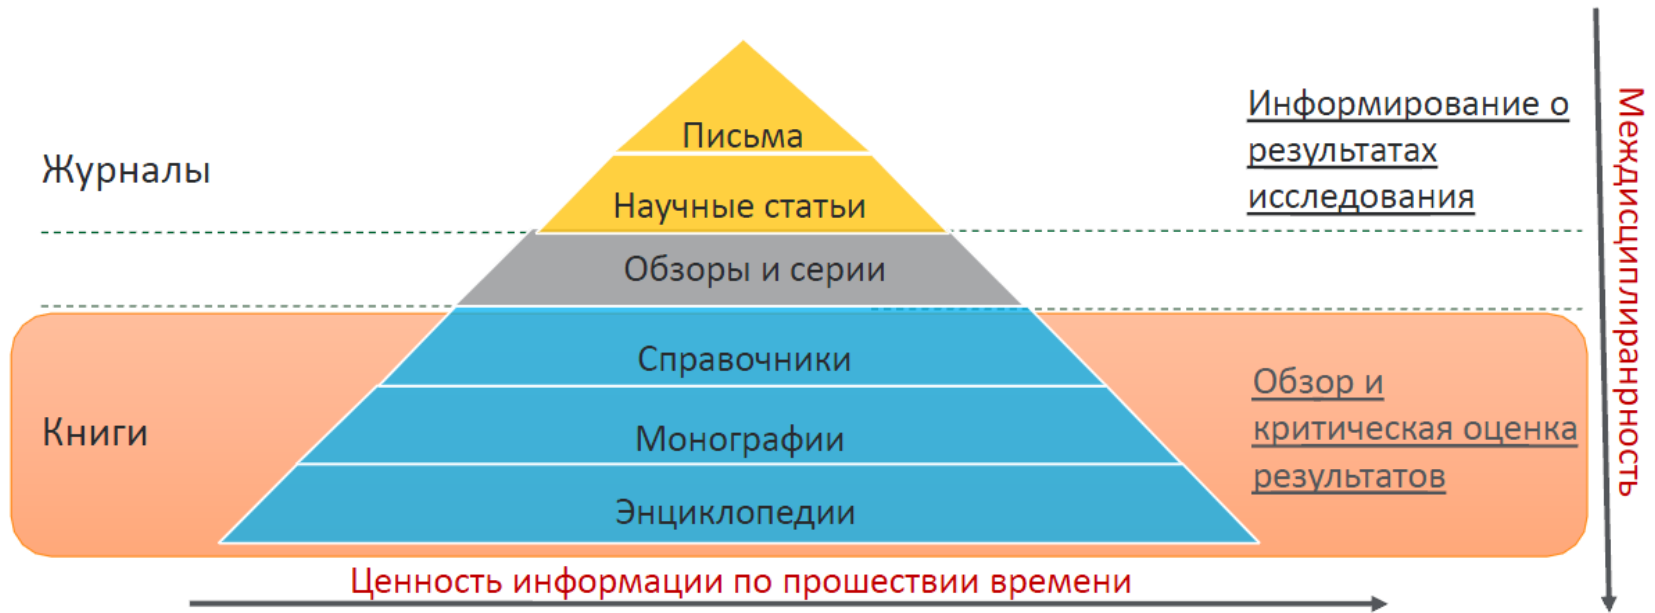 Письма
Журналы
Научные статьи
Информирование о
результатах
исследования
Обзоры и серии
Справочники
Книги
Монографии
Энциклопедии
Обзор и
критическая оценка
результатов
Ценность информации по прошествии времени
Междисциплиранрность